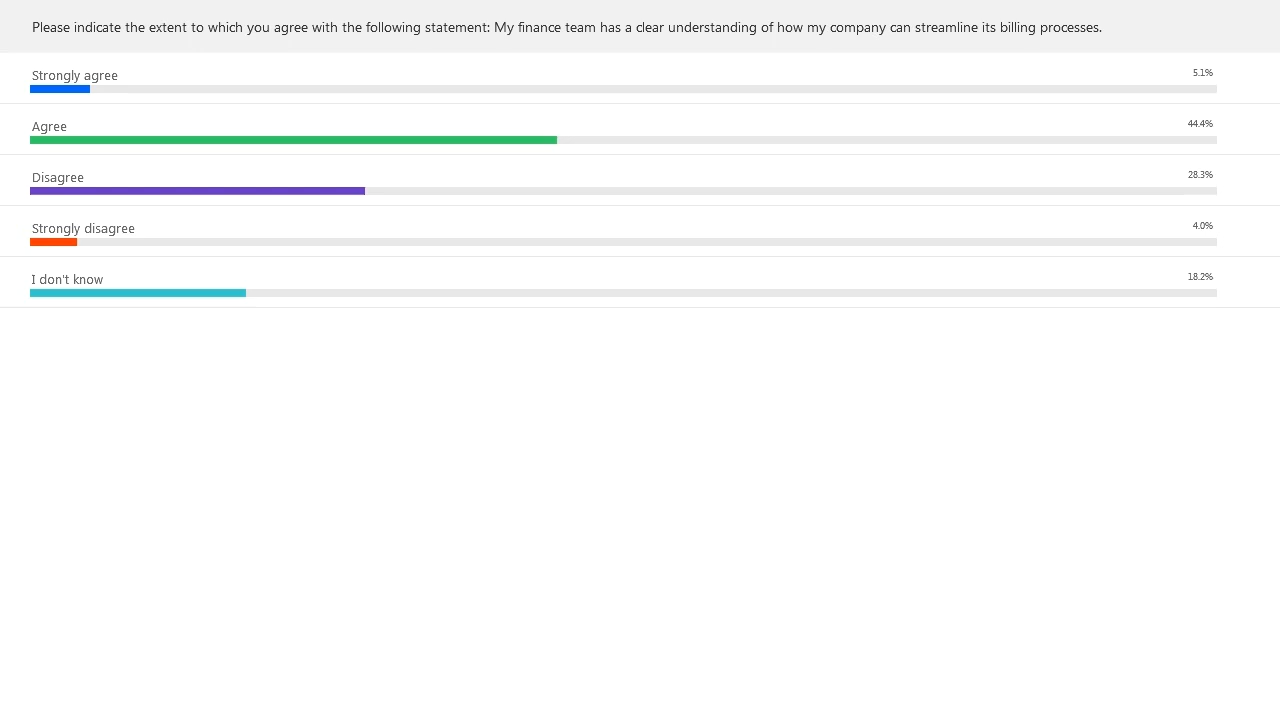 Please indicate the extent to which you agree with the following statement: My finance team has a clear understanding of how my company can streamline its billing processes.
Strongly agree
5.1%
Agree
44.4%
Disagree
28.3%
Strongly disagree
4.0%
I don't know
18.2%